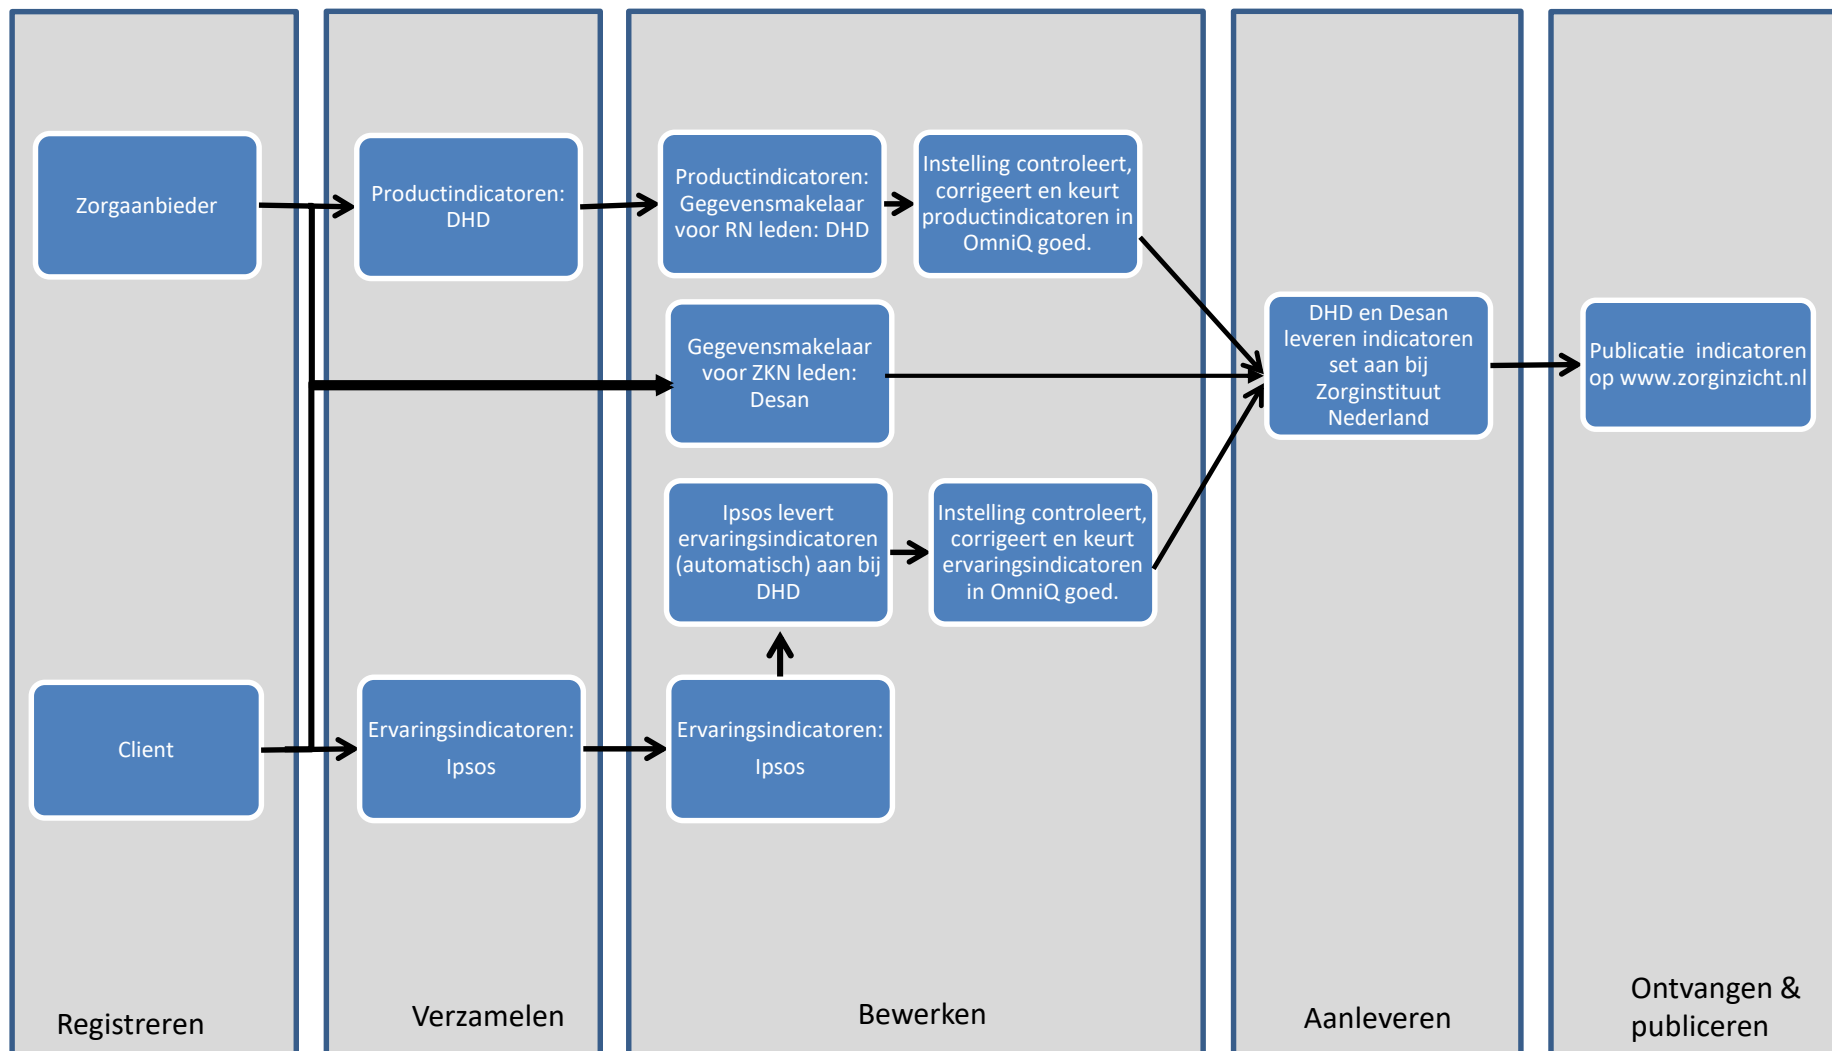 Zorgaanbieder
Productindicatoren:
DHD
Productindicatoren:
Gegevensmakelaar
voor RN leden: DHD
Instelling controleert,
corrigeert en keurt
productindicatoren in
OmniQ goed.
Gegevensmakelaar
voor ZKN leden:
Desan
DHD en Desan
leveren indicatoren
set aan bij
Zorginstituut
Nederland
Publicatie indicatoren
op www.zorginzicht.nl
Ipsos levert
ervaringsindicatoren
(automatisch) aan bij
DHD
Instelling controleert,
corrigeert en keurt
ervaringsindicatoren
in OmniQ goed.
Client
Ervaringsindicatoren:
Ipsos
Ervaringsindicatoren:
Ipsos
Registreren
Verzamelen
Bewerken
Aanleveren
Ontvangen &
publiceren